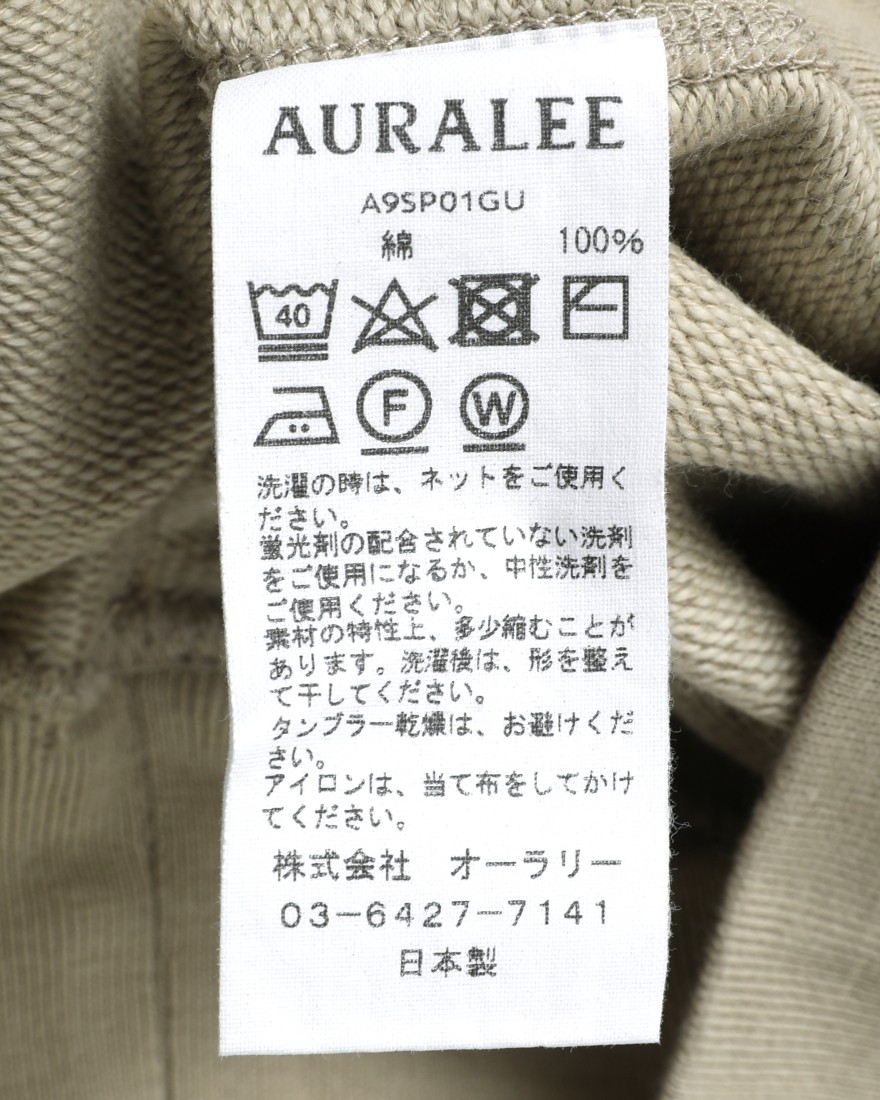 AURALEE
A9SP01GU
綿 100%
40
F W
洗濯の時は、ネットをご使用く
ださい。
蛍光剤の配合されていない洗剤
をご使用になるか、中性洗剤を
ご使用ください。
素材の特性上、多少縮むことが
あります。洗濯後は、形を整え
て干してください。
タンブラー乾燥は、お避けくだ
さい。
アイロンは、当て布をしてかけ
てください。
株式会社 オーラリー
03-6427-7141
日本製